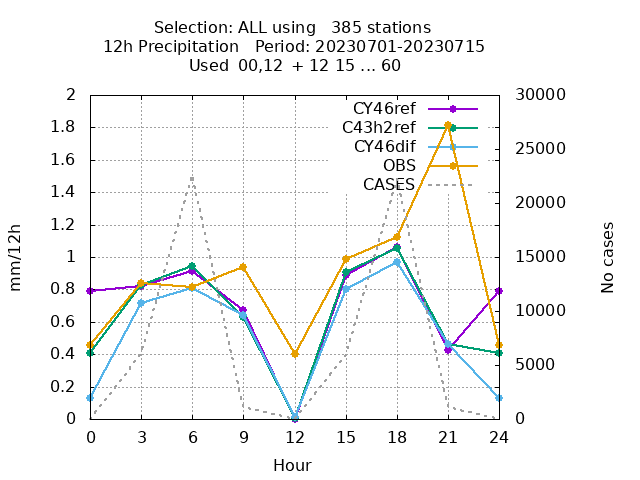 Selection: ALL using   385 stations
12h Precipitation   Period: 20230701-20230715
Used  00,12  + 12 15 ... 60
2
1.8
1.6
1.4
1.2
1
0.8
0.6
0.4
0.2
0
mm/12h
CY46ref
C43h2ref
CY46dif
OBS
CASES
30000
25000
20000
15000
10000
5000
0
No cases
0 3 6 9 12 15 18 21 24
Hour